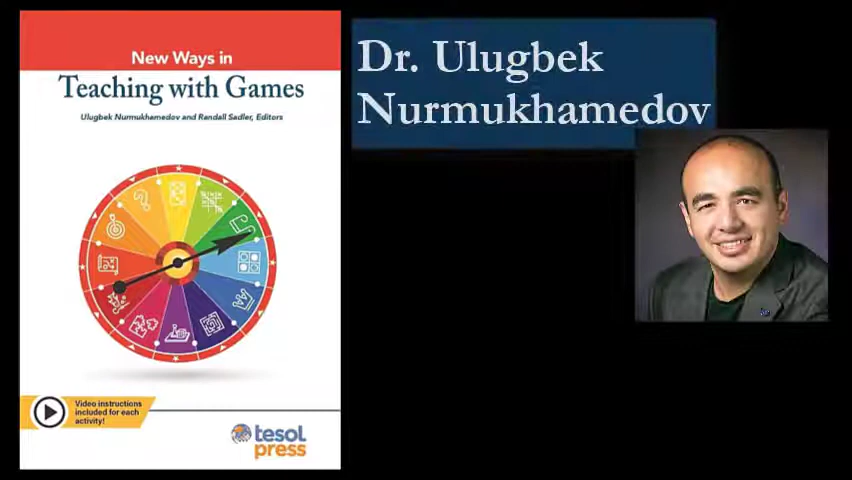 New Ways in
Teaching with Games
Ulugbek Nurmukhamedov and Randall Sadler, Editors
Video instructions
included for each
activity!
tesol
press
Dr. Ulugbek
Nurmukhamedov